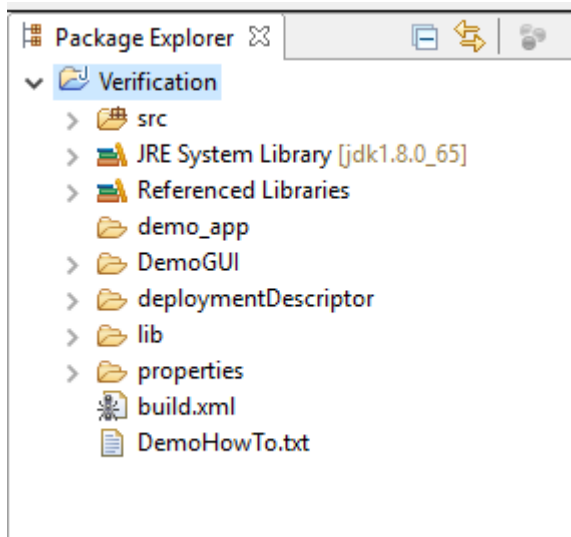 Package Explorer
Verification
src
JRE System Library [jdk1.8.0_65]
Referenced Libraries
demo_app
DemoGUI
deploymentDescriptor
lib
properties
build.xml
DemoHowTo.txt